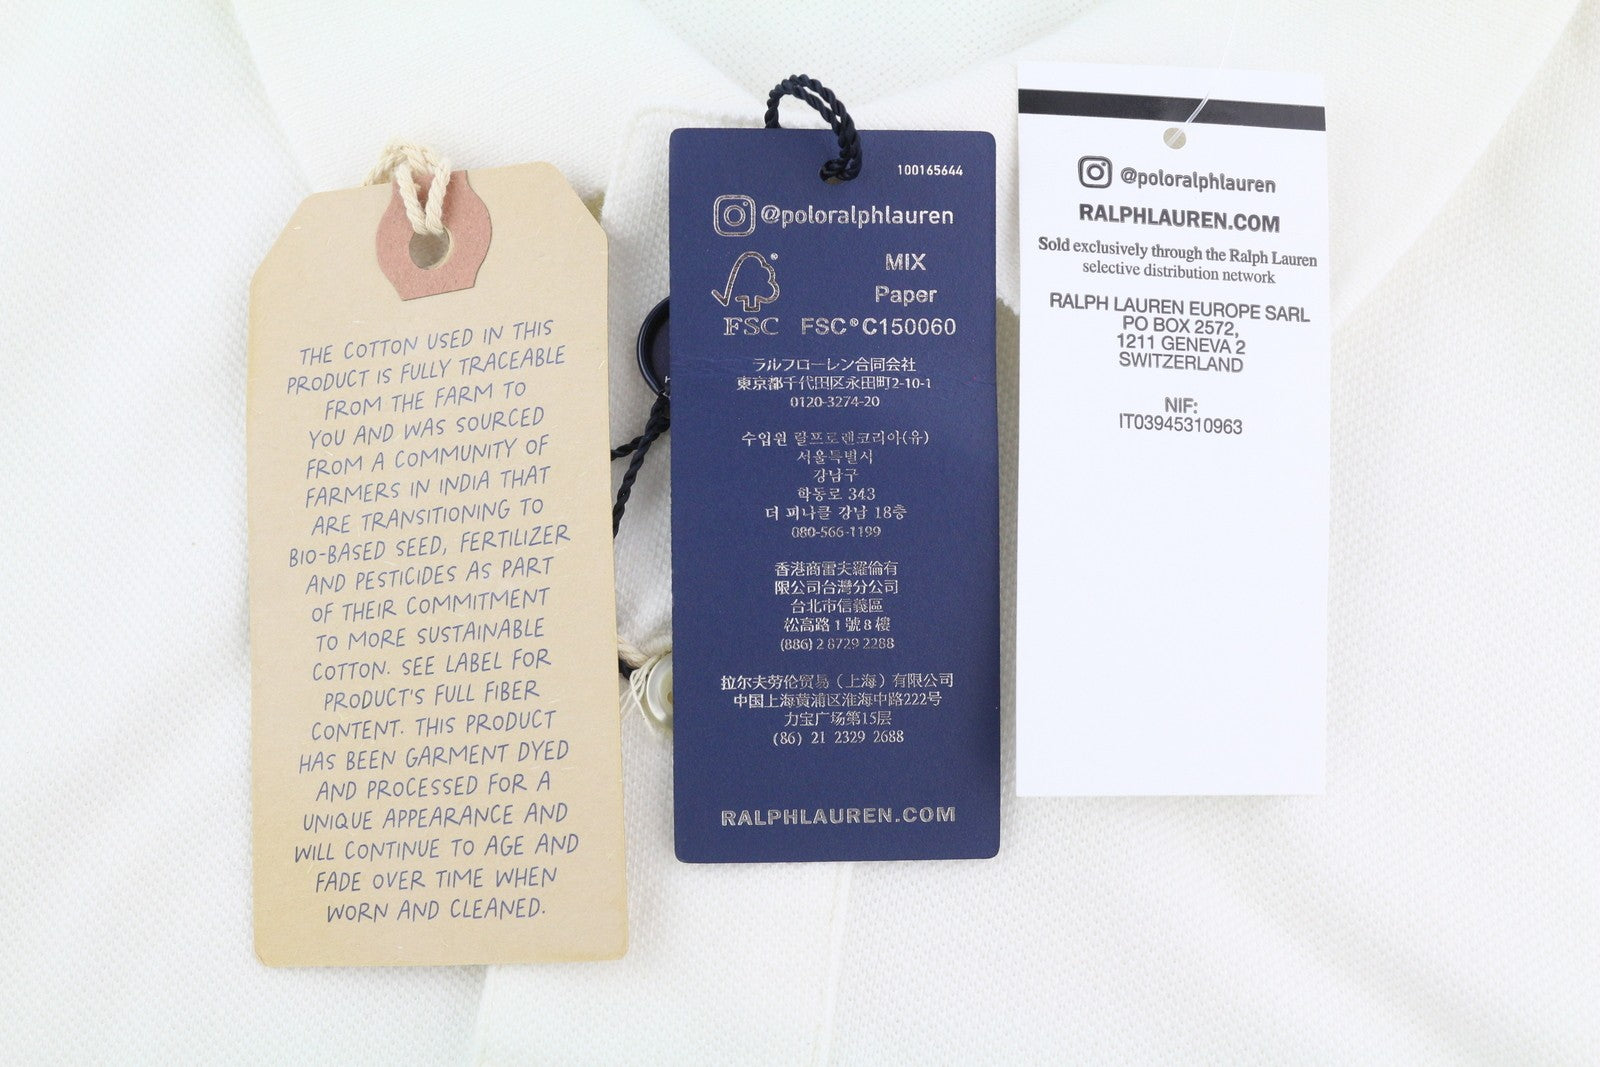 THE COTTON USED IN THIS
PRODUCT IS FULLY TRACEABLE
FROM THE FARM TO
YOU AND WAS SOURCED
FROM A COMMUNITY OF
FARMERS IN INDIA THAT
ARE TRANSITIONING TO
BIO-BASED SEED, FERTILIZER
AND PESTICIDES AS PART
OF THEIR COMMITMENT
TO MORE SUSTAINABLE
COTTON. SEE LABEL FOR
PRODUCT'S FULL FIBER
CONTENT. THIS PRODUCT
HAS BEEN GARMENT DYED
AND PROCESSED FOR A
UNIQUE APPEARANCE AND
WILL CONTINUE TO AGE AND
FADE OVER TIME WHEN
WORN AND CLEANED.
100165644
@poloralphlauren
MIX
Paper
FSC FSC® C150060
ラルフローレン合同会社
東京都千代田区永田町2-10-1
0120-3274-20
수입원 랄프로렌코리아(유)
서울특별시
강남구
학동로 343
더 피나클 강남 18층
080-566-1199
香港商雷夫羅倫有
限公司台灣分公司
台北市信義區
松高路 1 號 8 樓
(886) 2 8729 2288
拉尔夫劳伦贸易（上海）有限公司
中国上海黄浦区淮海中路222号
力宝广场第15层
(86) 21 2329 2688
RALPHLAUREN.COM
@poloralphlauren
RALPHLAUREN.COM
Sold exclusively through the Ralph Lauren
selective distribution network
RALPH LAUREN EUROPE SARL
PO BOX 2572,
1211 GENEVA 2
SWITZERLAND
NIF:
IT03945310963